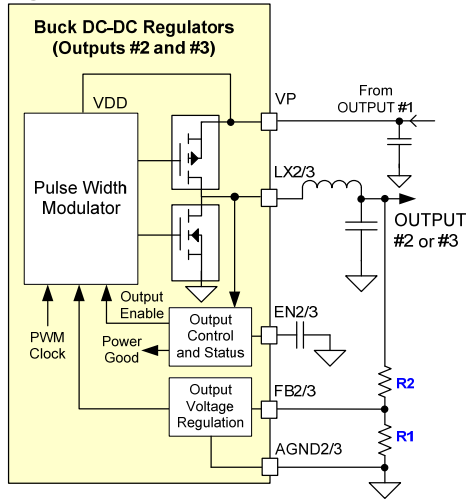 Buck DC-DC Regulators
(Outputs #2 and #3)
VDD
VP
From
OUTPUT #1
Pulse Width
Modulator
LX2/3
OUTPUT
#2 or #3
Output
Enable
PWM
Clock
Power
Good
Output
Control
and Status
EN2/3
Output
Voltage
Regulation
FB2/3
R2
R1
AGND2/3